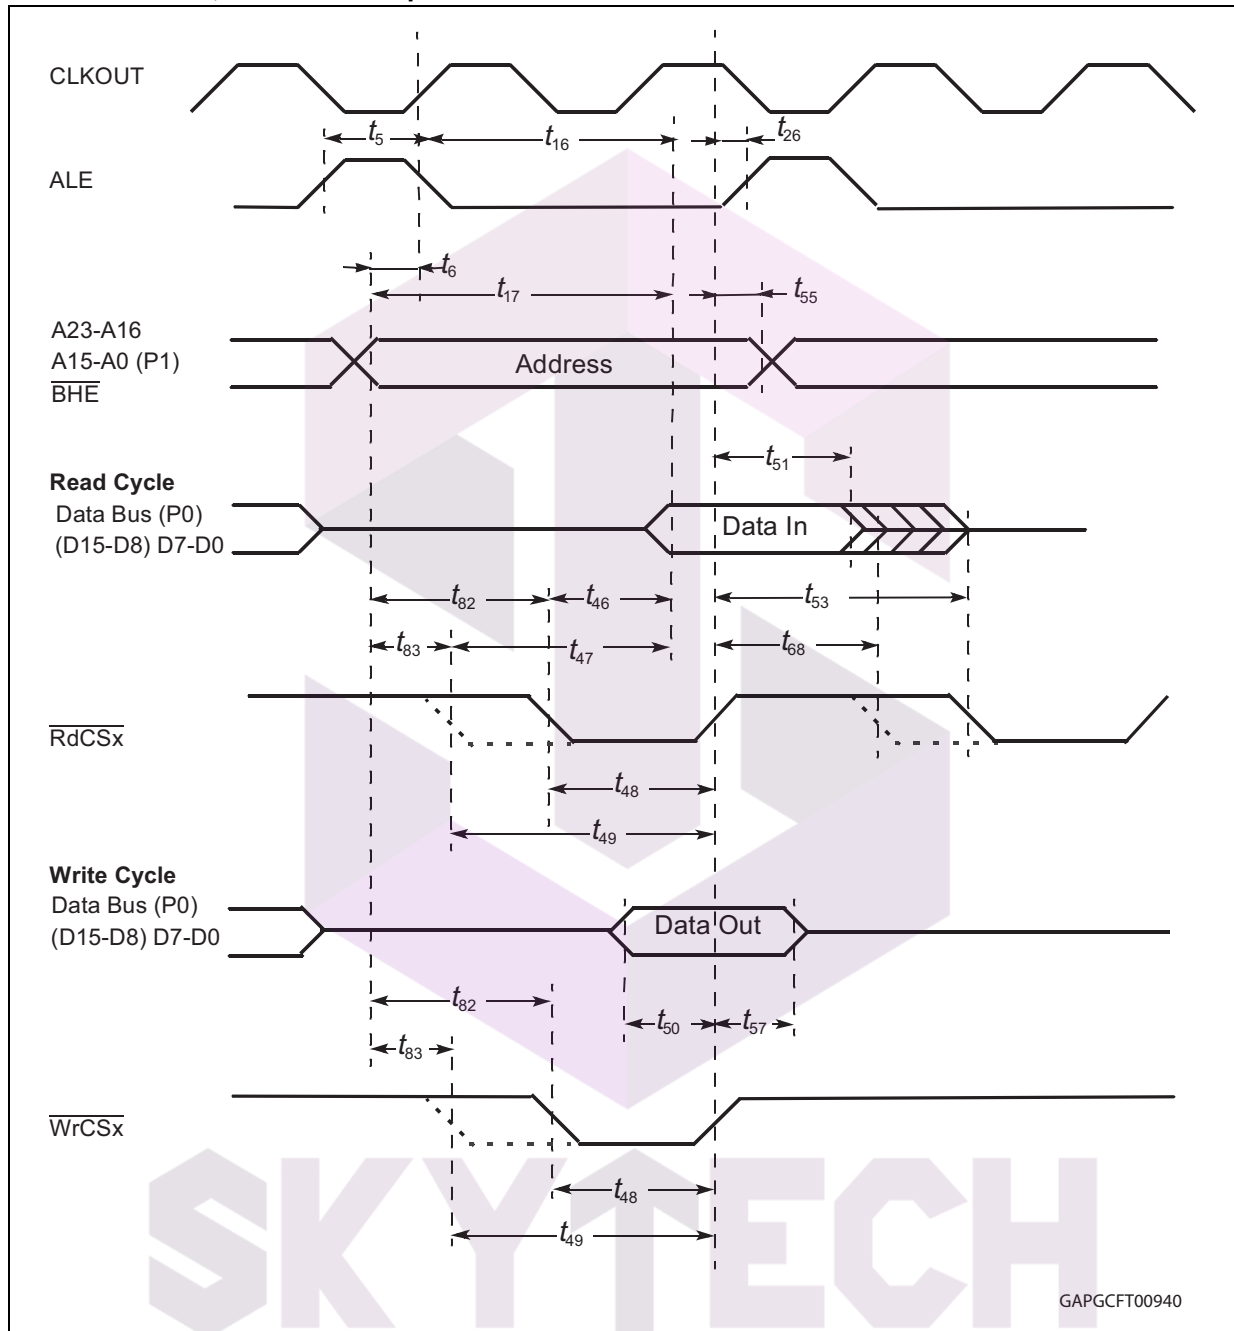 CLKOUT
t5
t16
t26
ALE
t6
t17
t55
A23-A16
A15-A0 (P1)
BHE
Address
t51
Read Cycle
Data Bus (P0)
(D15-D8) D7-D0
Data In
t82
t46
t53
t83
t47
t68
RdCSx
t48
t49
Write Cycle
Data Bus (P0)
(D15-D8) D7-D0
Data Out
t82
t50
t57
t83
WrCSx
t48
t49
SKYTECH
GAPGCFT00940